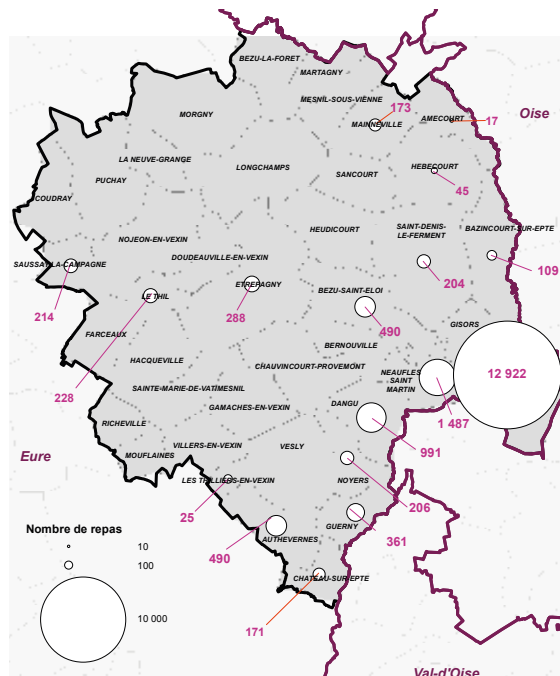 BEZU-LA-FORET
MARTAGNY
MESNIL-SOUS-VIENNE
173
Oise
MORGNY
MAINNEVILLE
AMECOURT
17
LA NEUVE-GRANGE
LONGCHAMPS
HEBECOURT
PUCHAY
SANCOURT
45
COUDRAY
HEUDICOURT
SAINT-DENIS
-LE-FERMENT
BAZINCOURT-SUR-EPTE
NOJEON-EN-VEXIN
DOUDEAUVILLE-EN-VEXIN
SAUSSAY-LA-CAMPAGNE
204
109
ETREPAGNY
BEZU-SAINT-ELOI
LE THIL
214
288
490
GISORS
FARCEAUX
BERNOUVILLE
HACQUEVILLE
CHAUVINCOURT-PROVEMONT
NEAUFLES
SAINT
MARTIN
12 922
SAINTE-MARIE-DE-VATIMESNIL
228
GAMACHES-EN-VEXIN
DANGU
1 487
RICHEVILLE
VILLERS-EN-VEXIN
VESLY
991
Eure
MOUFLAINES
LES THILLIERS-EN-VEXIN
NOYERS
206
25
GUERNY
361
490
AUTHEVERNES
Nombre de repas
10
100
10 000
CHATEAU-SUR-EPTE
171
Val-d'Oise